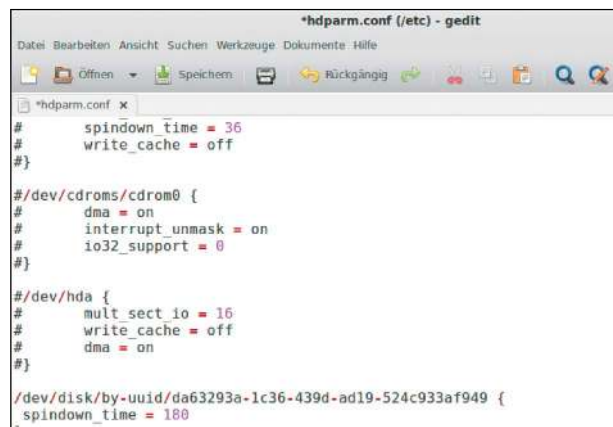 *hdparm.conf (/etc) - gedit
Datei Bearbeiten Ansicht Suchen Werkzeuge Dokumente Hilfe
Öffnen Speichern Rückgängig
*hdparm.conf x
# spindown_time = 36
# write_cache = off
#}
#/dev/cdroms/cdrom0 {
# dma = on
# interrupt_unmask = on
# io32_support = 0
#}
#/dev/hda {
# mult_sect_io = 16
# write_cache = off
# dma = on
#}
/dev/disk/by-uuid/da63293a-1c36-439d-ad19-524c933af949 {
spindown_time = 180